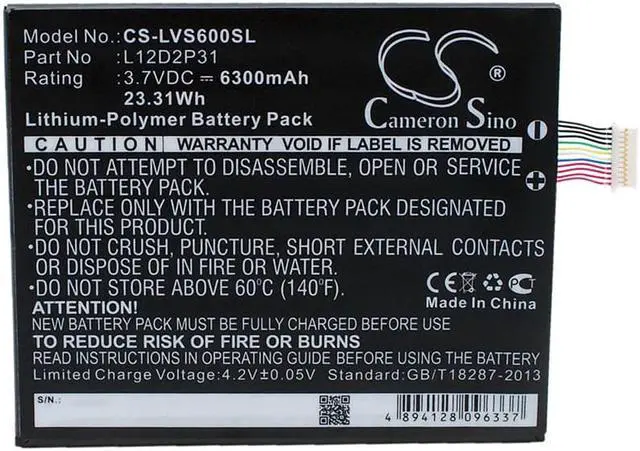 Model No.: CS-LVS600SL
Part No : L12D2P31
3.7VDC ⎓ 6300mAh
23.31Wh
Lithium-Polymer Battery Pack
CS
®
Cameron Sino
CAUTION WARRANTY VOID IF LABEL IS REMOVED
•DO NOT ATTEMPT TO DISASSEMBLE, OPEN OR SERVICE
THE BATTERY PACK.
•REPLACE ONLY WITH THE BATTERY PACK DESIGNATED
FOR THIS EQUIPMENT.
•DO NOT CRUSH, PUNCTURE, SHORT EXTERNAL CONTACTS
OR DISPOSE OF IN FIRE OR WATER.
•DO NOT STORE ABOVE 60°C (140°F)
CE
Made In China
ATTENTION!
NEW BATTERY PACK MUST BE FULLY CHARGED BEFORE USE
TO REDUCE RISK OF FIRE OR BURNS
READ INSTRUCTIONS AT OPERATING GUIDE BEFORE USING BATTERY
Limited Charge Voltage:4.2V±0.05V Standard:GB/T18287-2013
S/N.:
4 894128 096337